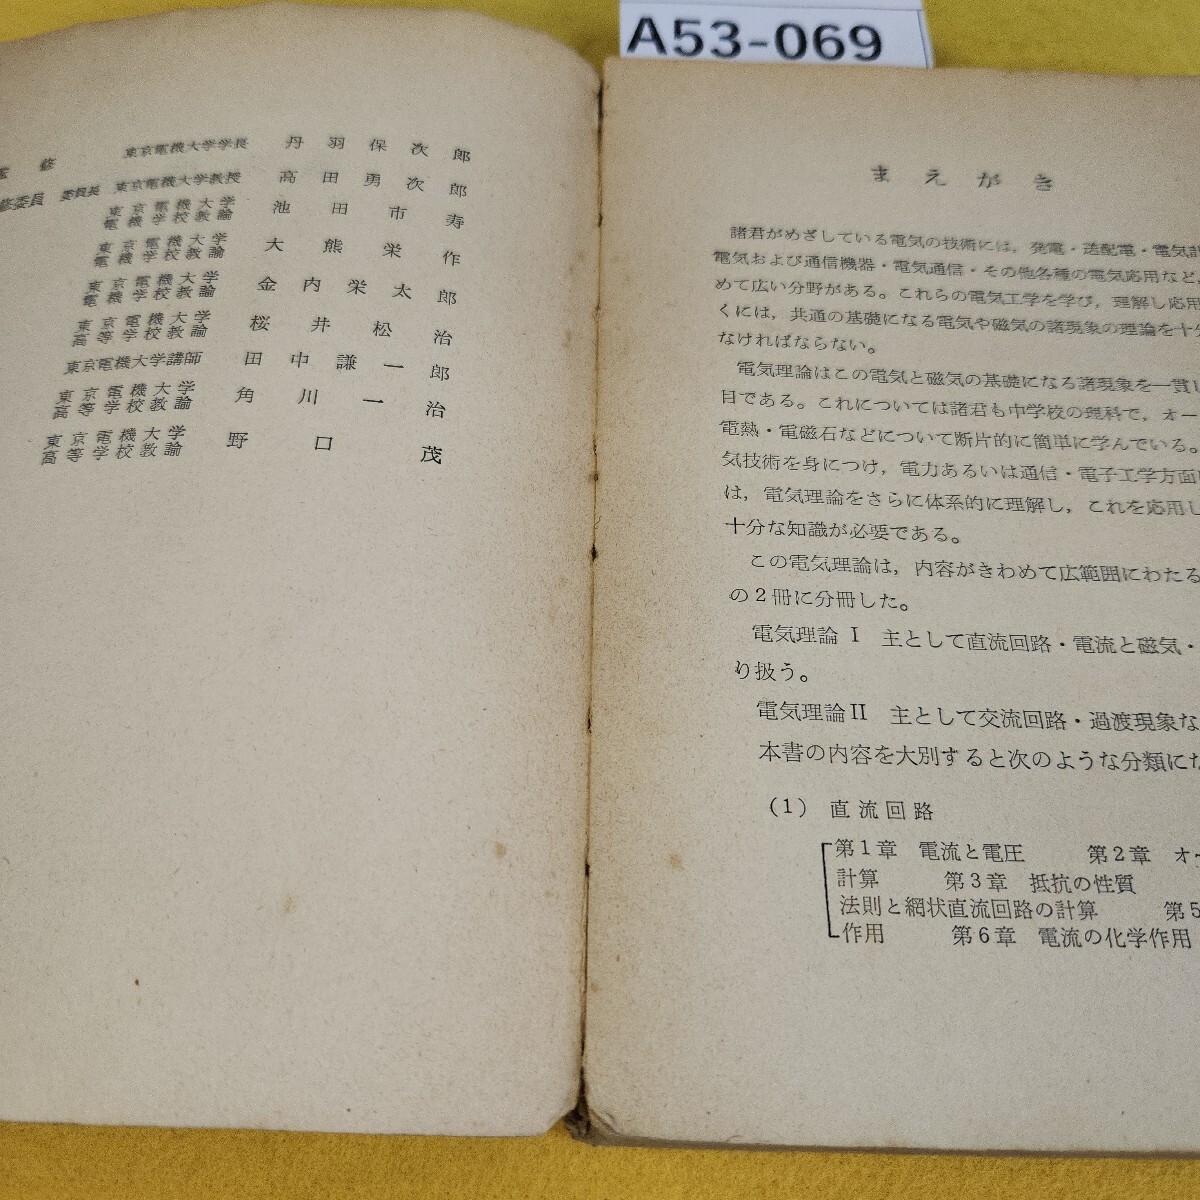 A53-069
修 東京電機大学学長 丹羽保次郎
修委員 委員長 東京電機大学教授 高田勇次郎
東京電機大学
電機学校教諭 池田市寿
東京電機大学
電機学校教諭 大熊栄作
東京電機大学
電機学校教諭 金内栄太郎
東京電機大学
高等学校教諭 桜井松治
東京電機大学講師 田中謙一郎
東京電機大学
高等学校教諭 角川一治
東京電機大学
高等学校教諭 野口茂
まえがき
諸君がめざしている電気の技術には，発電・送配電・電気計
電気および通信機器・電気通信・その他各種の電気応用など，
めて広い分野がある。これらの電気工学を学び，理解し応用
くには，共通の基礎になる電気や磁気の諸現象の理論を十分
なければならない。
電気理論はこの電気と磁気の基礎になる諸現象を一貫し
目である。これについては諸君も中学校の理科で，オー
電熱・電磁石などについて断片的に簡単に学んでいる。
気技術を身につけ，電力あるいは通信・電子工学方面
は，電気理論をさらに体系的に理解し，これを応用し
十分な知識が必要である。
この電気理論は，内容がきわめて広範囲にわたる
の2冊に分冊した。
電気理論 I 主として直流回路・電流と磁気・
り扱う。
電気理論 II 主として交流回路・過渡現象な
本書の内容を大別すると次のような分類にな
(1) 直流回路
第1章 電流と電圧 第2章 オー
計算 第3章 抵抗の性質
法則と網状直流回路の計算 第5
作用 第6章 電流の化学作用